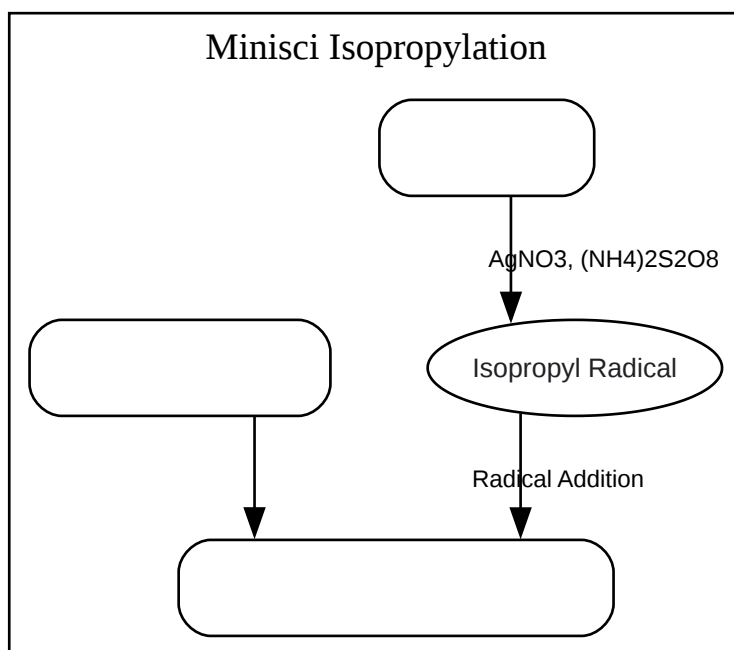 Minisci Isopropylation
AgNO3, (NH4)2S2O8
Isopropyl Radical
Radical Addition